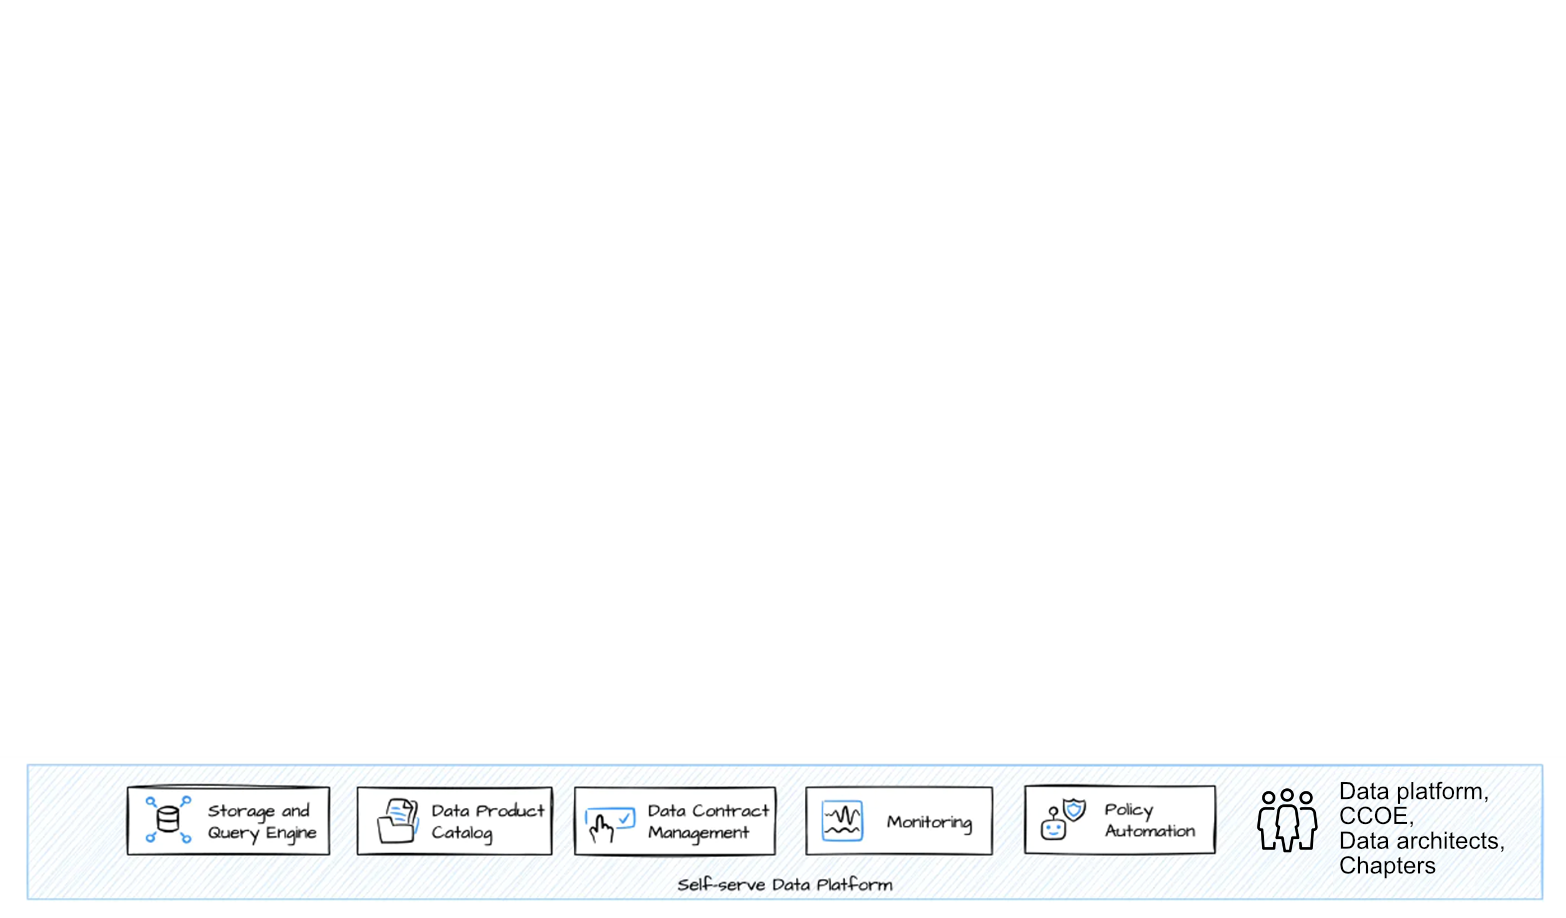 Storage and
Query Engine
Data Product
Catalog
Data Contract
Management
Monitoring
Policy
Automation
Data platform,
CCOE,
Data architects,
Chapters
Self-serve Data Platform